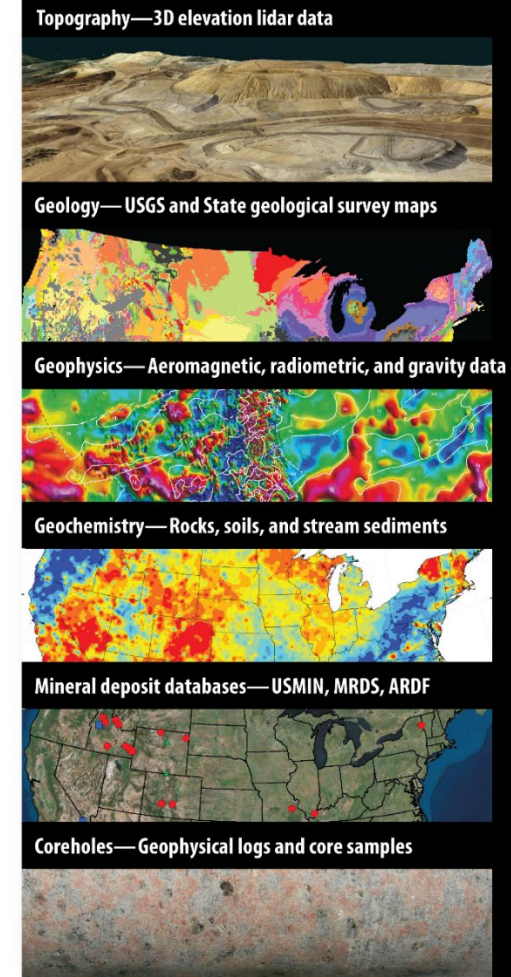 Topography—3D elevation lidar data
Geology—USGS and State geological survey maps
Geophysics—Aeromagnetic, radiometric, and gravity data
Geochemistry—Rocks, soils, and stream sediments
Mineral deposit databases—USMIN, MRDS, ARDF
Coreholes—Geophysical logs and core samples